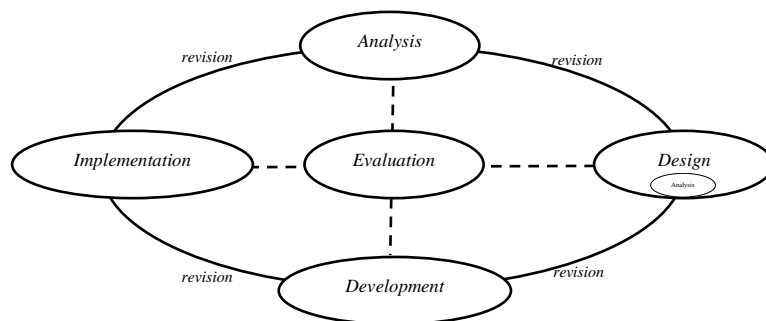 Analysis
revision
revision
Implementation
Evaluation
Design
Analysis
revision
revision
Development